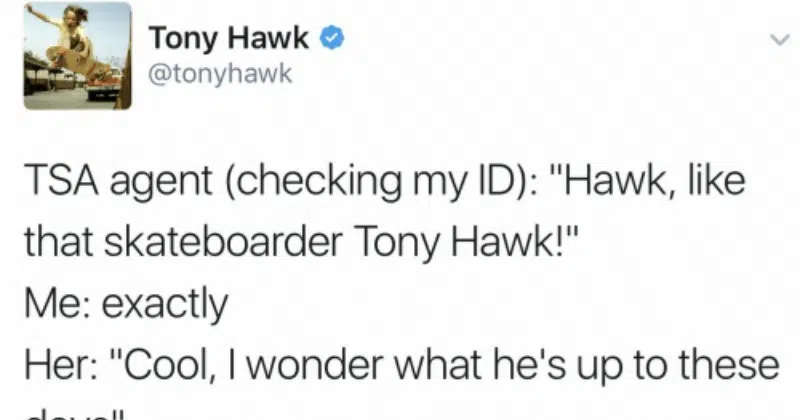 Tony Hawk
@tonyhawk
TSA agent (checking my ID): "Hawk, like
that skateboarder Tony Hawk!"
Me: exactly
Her: "Cool, I wonder what he's up to these
days"